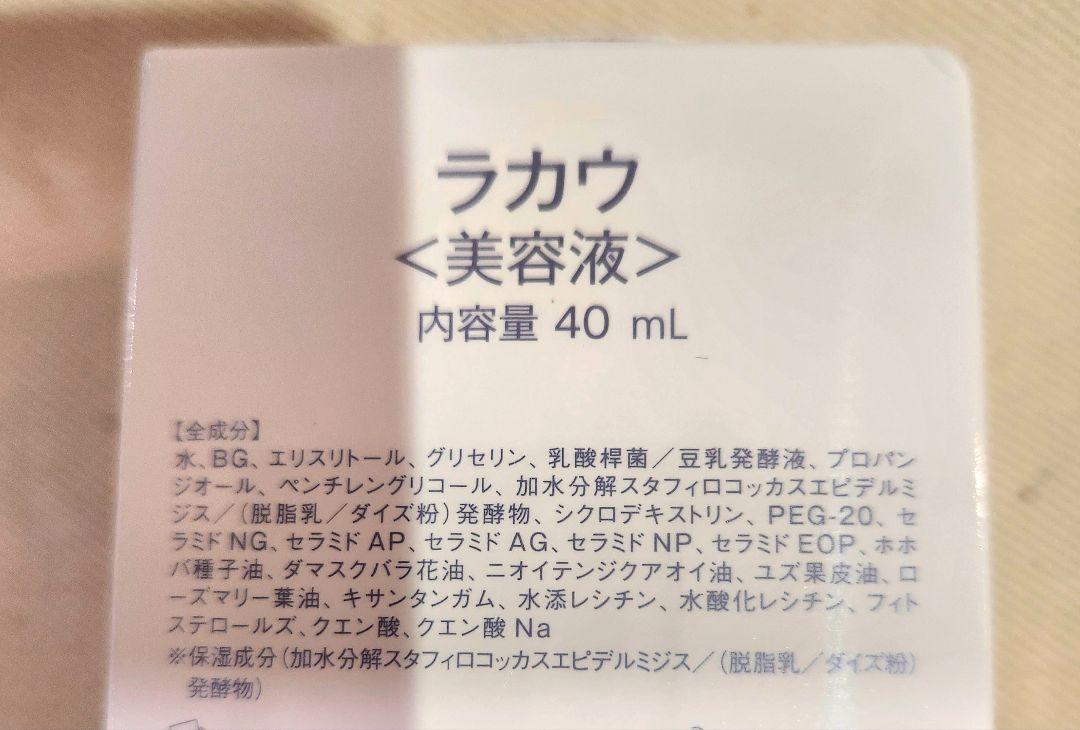 ラカウ
<美容液>
内容量 40 mL
【全成分】
水、BG、エリスリトール、グリセリン、乳酸桿菌／豆乳発酵液、プロパン
ジオール、ペンチレングリコール、加水分解スタフィロコッカスエピデルミ
ジス／(脱脂乳／ダイズ粉)発酵物、シクロデキストリン、PEG-20、セ
ラミドNG、セラミドAP、セラミドAG、セラミドNP、セラミドEOP、ホホ
バ種子油、ダマスクバラ花油、ニオイテンジクアオイ油、ユズ果皮油、ロ
ーズマリー葉油、キサンタンガム、水添レシチン、水酸化レシチン、フィト
ステロールズ、クエン酸、クエン酸Na
※保湿成分(加水分解スタフィロコッカスエピデルミジス／(脱脂乳／ダイズ粉)
発酵物)